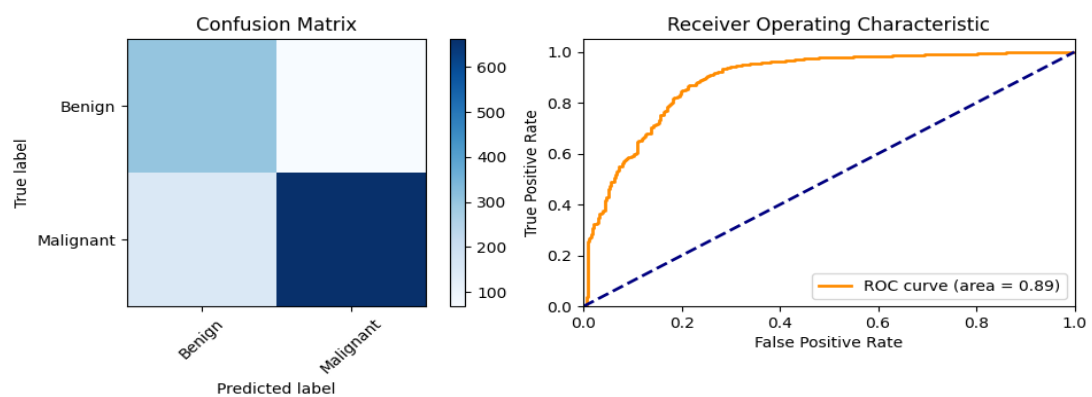 Confusion Matrix
True label
Benign
Malignant
Benign
Malignant
Predicted label
600
500
400
300
200
100
Receiver Operating Characteristic
True Positive Rate
1.0
0.8
0.6
0.4
0.2
0.0
0.0
0.2
0.4
0.6
0.8
1.0
False Positive Rate
ROC curve (area = 0.89)